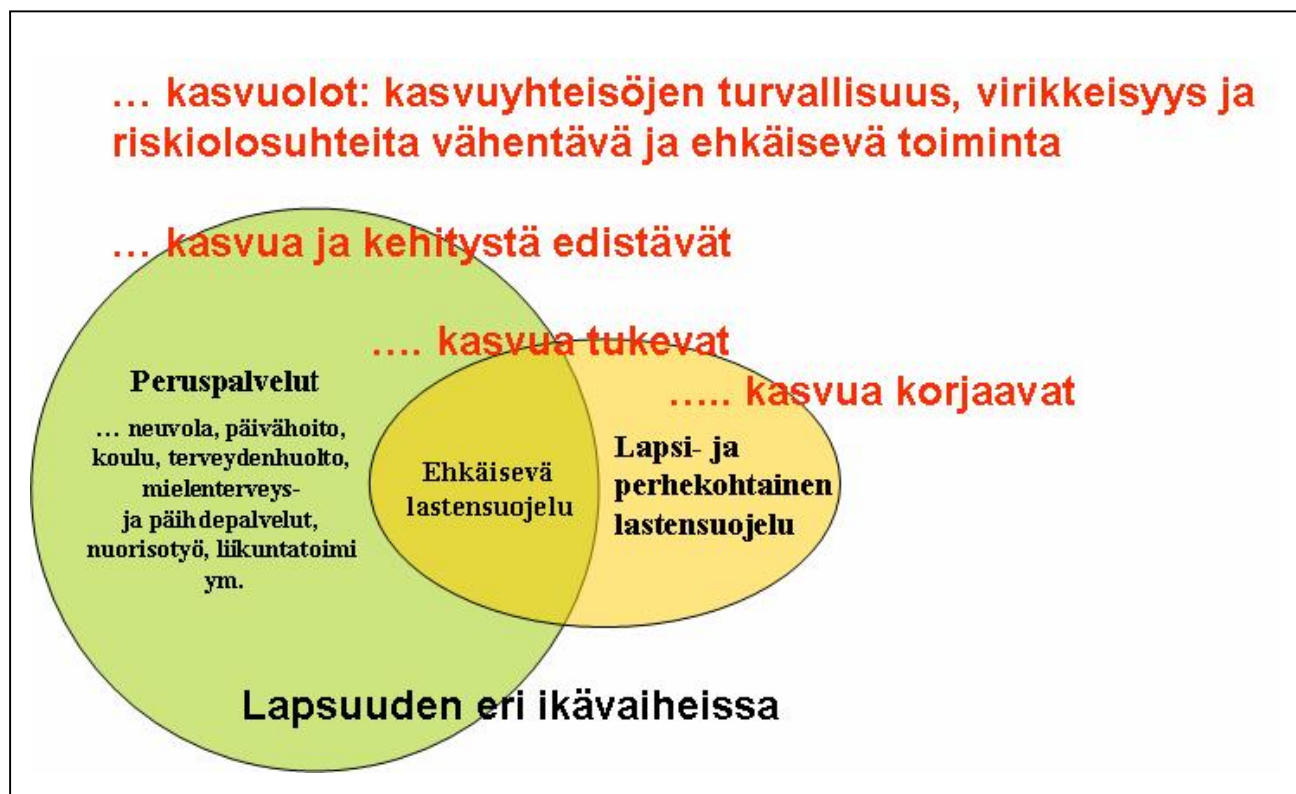 ... kasvuolot: kasvuyhteisöjen turvallisuus, virikkeisyys ja
riskiolosuhteita vähentävä ja ehkäisevä toiminta
... kasvua ja kehitystä edistävät
.... kasvua tukevat
..... kasvua korjaavat
Peruspalvelut
... neuvola, päivähoito,
koulu, terveydenhuolto,
mielenterveys-
ja päihdepalvelut,
nuorisotyö, liikuntatoimi
ym.
Ehkäisevä
lastensuojelu
Lapsi- ja
perhekohtainen
lastensuojelu
Lapsuuden eri ikävaiheissa